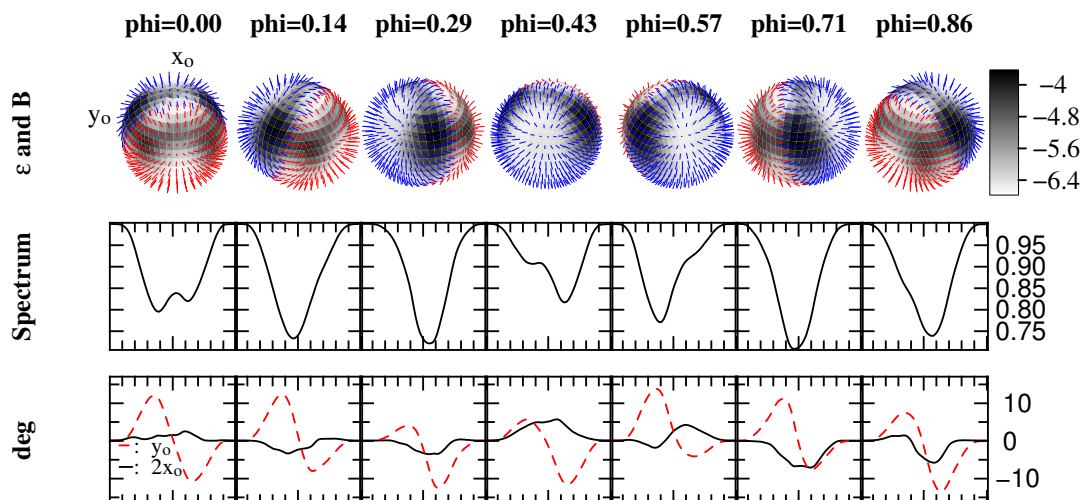 phi=0.00 phi=0.14 phi=0.29 phi=0.43 phi=0.57 phi=0.71 phi=0.86
xₒ
yₒ
ε and B
−4
−4.8
−5.6
−6.4
Spectrum
0.95
0.90
0.85
0.80
0.75
deg
10
0
−10
−: yₒ
−: 2xₒ